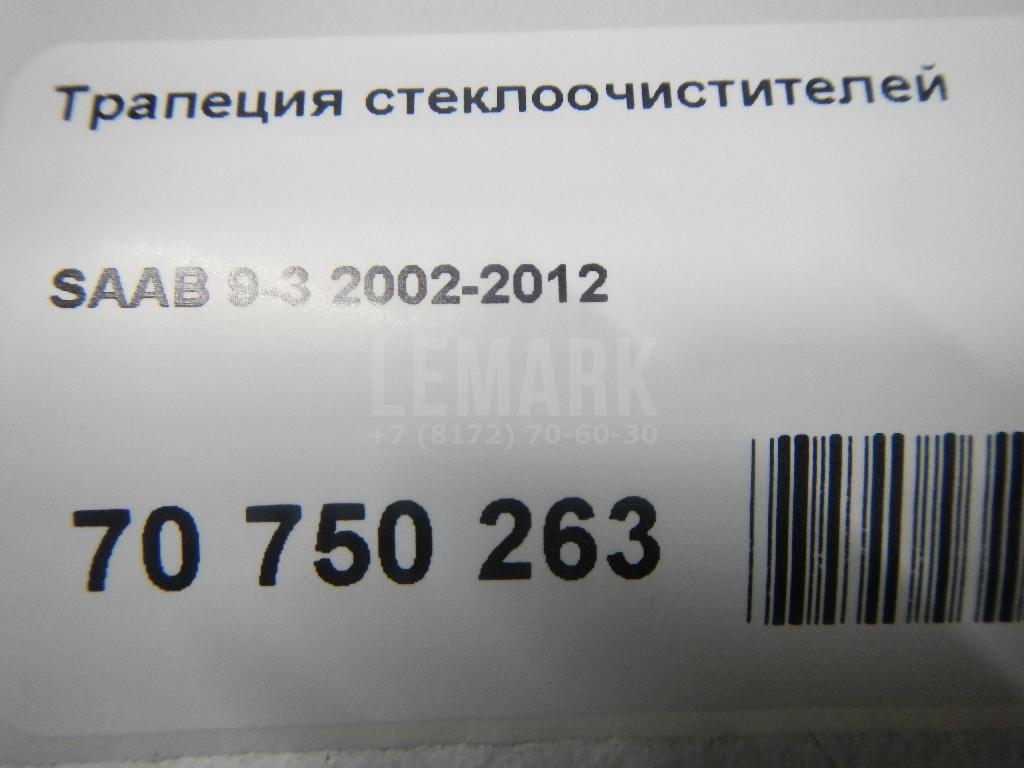 Трапеция стеклоочистителей
SAAB 9-3 2002-2012
LEMARK
+7 (8172) 70-60-30
70 750 263